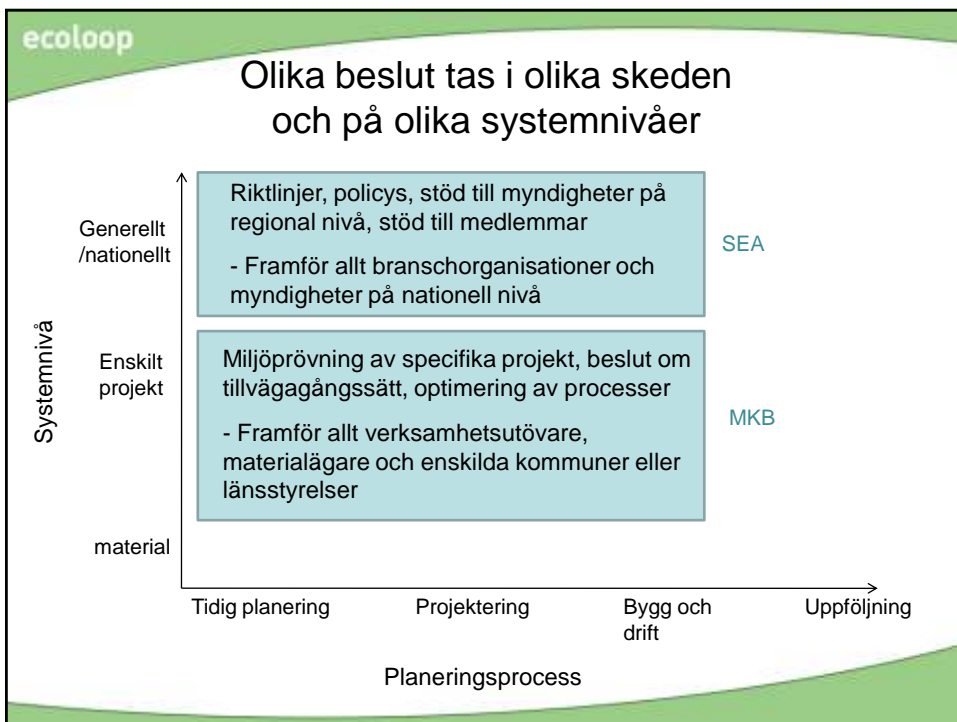 ecoloop
Olika beslut tas i olika skeden
och på olika systemnivåer
Systemnivå
Generellt
/nationellt
Riktlinjer, policys, stöd till myndigheter på
regional nivå, stöd till medlemmar
- Framför allt branschorganisationer och
myndigheter på nationell nivå
SEA
Enskilt
projekt
Miljöprövning av specifika projekt, beslut om
tillvägagångssätt, optimering av processer
- Framför allt verksamhetsutövare,
materialägare och enskilda kommuner eller
länsstyrelser
MKB
material
Tidig planering
Projektering
Bygg och
drift
Uppföljning
Planeringsprocess